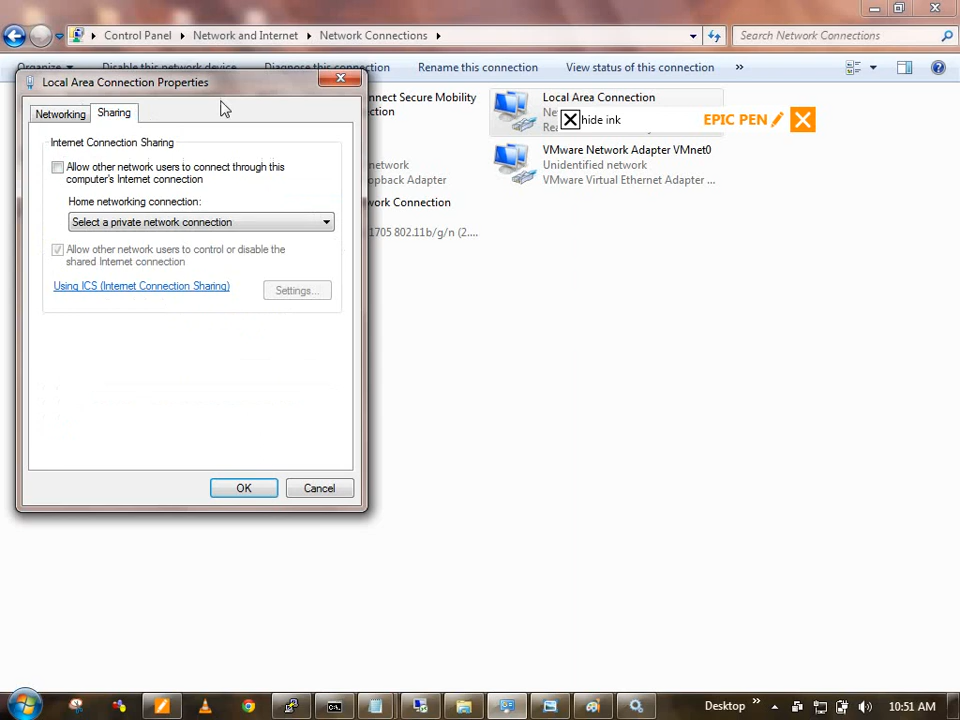 Control Panel
Network and Internet
Network Connections
Search Network Connections
Organize
Disable this network device
Diagnose this connection
Rename this connection
View status of this connection
»
Local Area Connection Properties
Networking
Sharing
Internet Connection Sharing
Allow other network users to connect through this
computer's Internet connection
Home networking connection:
Select a private network connection
Allow other network users to control or disable the
shared Internet connection
Using ICS (Internet Connection Sharing)
Settings...
OK
Cancel
nect Secure Mobility
ction
etwork
opback Adapter
work Connection
1705 802.11b/g/n (2....
Local Area Connection
hide ink
EPIC PEN
VMware Network Adapter VMnet0
Unidentified network
VMware Virtual Ethernet Adapter ...
Desktop
»
10:51 AM